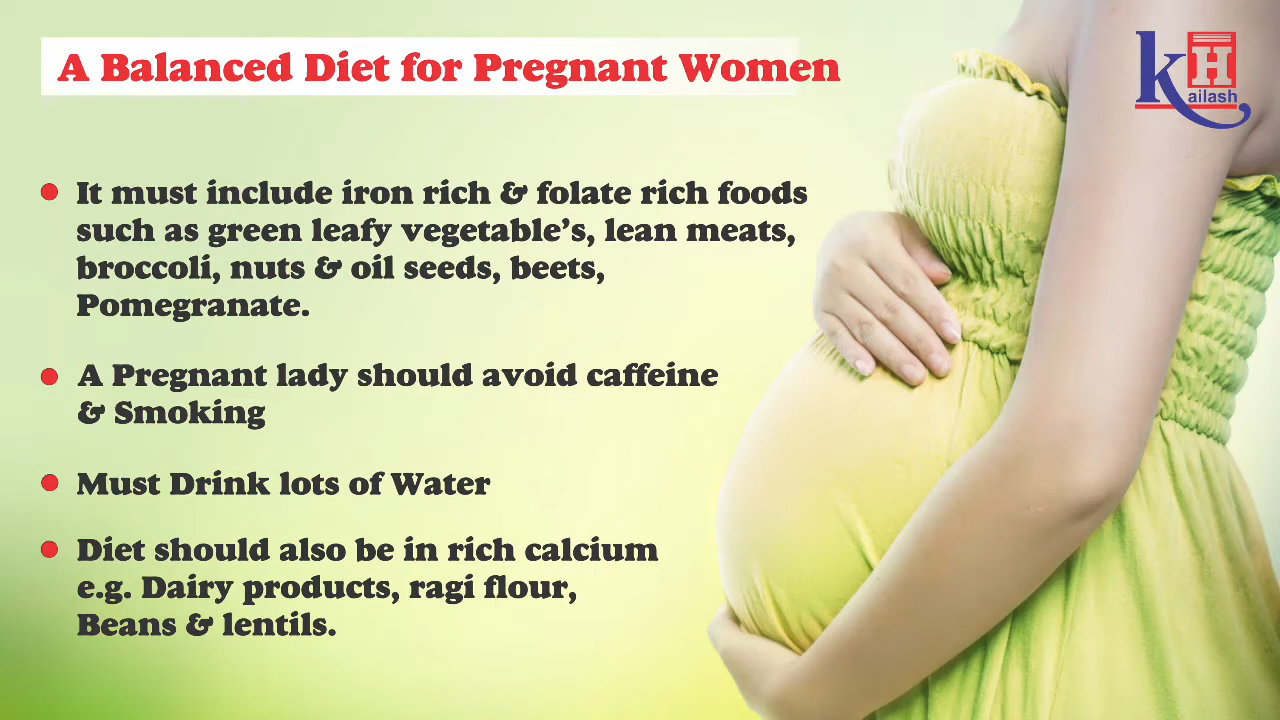 A Balanced Diet for Pregnant Women
KH
ailash
It must include iron rich & folate rich foods
such as green leafy vegetable's, lean meats,
broccoli, nuts & oil seeds, beets,
Pomegranate.
A Pregnant lady should avoid caffeine
& Smoking
Must Drink lots of Water
Diet should also be in rich calcium
e.g. Dairy products, ragi flour,
Beans & lentils.